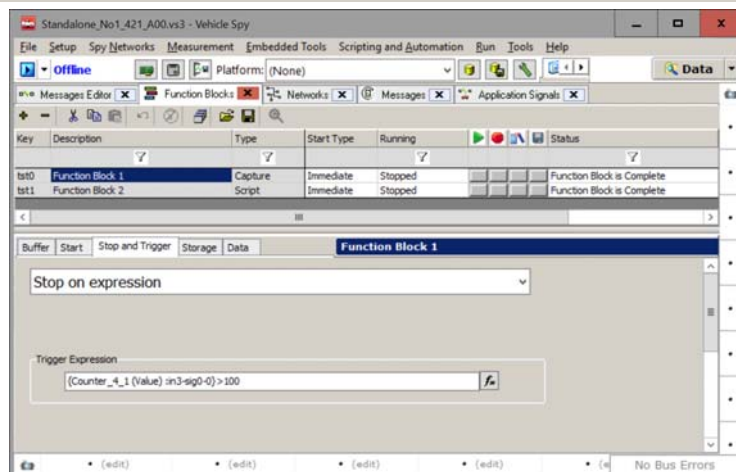 Standalone_No1_421_A00.vs3 - Vehicle Spy
File Setup Spy Networks Measurement Embedded Tools Scripting and Automation Run Tools Help
Offline Platform: (None) Data
Messages Editor Function Blocks Networks Messages Application Signals
Key Description Type Start Type Running Status
tst0 Function Block 1 Capture Immediate Stopped Function Block is Complete
tst1 Function Block 2 Script Immediate Stopped Function Block is Complete
Buffer Start Stop and Trigger Storage Data Function Block 1
Stop on expression
Trigger Expression
{Counter_4_1 (Value) :in3-sig0-0}>100
(edit) (edit) (edit) (edit) (e No Bus Errors